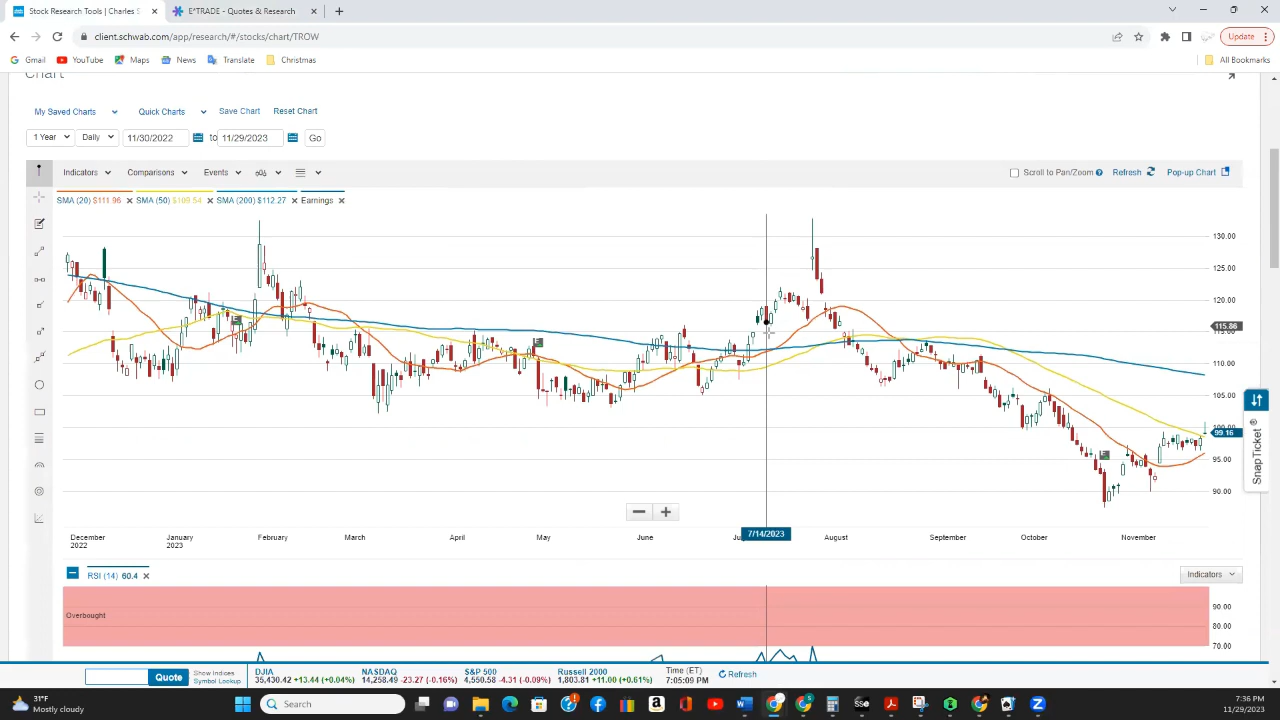 Stock Research Tools | Charles S
E*TRADE - Quotes & Research
client.schwab.com/app/research/#/stocks/chart/TROW
Update
Gmail YouTube Maps News Translate Christmas All Bookmarks
Chart
My Saved Charts Quick Charts Save Chart Reset Chart
1 Year Daily 11/30/2022 to 11/29/2023 Go
Indicators Comparisons Events Scroll to Pan/Zoom Refresh Pop-up Chart
SMA (20) $111.96 SMA (50) $109.54 SMA (200) $112.27 Earnings
130.00
125.00
120.00
115.86
115.00
110.00
105.00
100.00
99.16
95.00
90.00
SnapTicket®
December 2022 January 2023 February March April May June 7/14/2023 August September October November
RSI (14) 60.4 Indicators
Overbought
90.00
80.00
70.00
Quote
Show Indices
Symbol Lookup
DJIA
35,430.42 +13.44 (+0.04%)
NASDAQ
14,258.49 -23.27 (-0.16%)
S&P 500
4,550.58 -4.31 (-0.09%)
Russell 2000
1,803.81 +11.00 (+0.61%)
Time (ET)
7:05:09 PM
Refresh
31°F
Mostly cloudy
Search
7:36 PM
11/29/2023